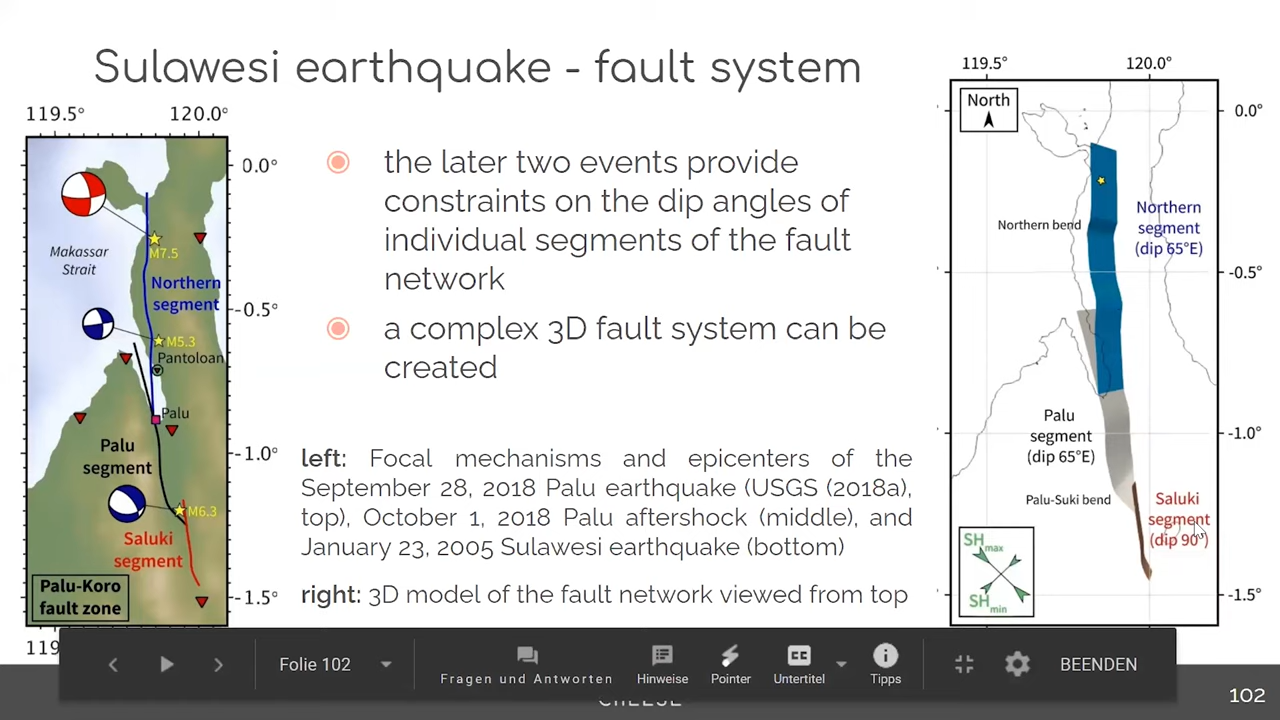 Sulawesi earthquake - fault system
119.5°
120.0°
0.0°
Makassar
Strait
M7.5
Northern
segment
-0.5°
M5.3
Pantoloan
Palu
Palu
segment
-1.0°
M6.3
Saluki
segment
Palu-Koro
fault zone
-1.5°
119
the later two events provide
constraints on the dip angles of
individual segments of the fault
network
a complex 3D fault system can be
created
left: Focal mechanisms and epicenters of the
September 28, 2018 Palu earthquake (USGS (2018a),
top), October 1, 2018 Palu aftershock (middle), and
January 23, 2005 Sulawesi earthquake (bottom)
right: 3D model of the fault network viewed from top
119.5°
120.0°
North
0.0°
Northern bend
Northern
segment
(dip 65°E)
-0.5°
Palu
segment
(dip 65°E)
-1.0°
Palu-Suki bend
Saluki
segment
(dip 90°)
SHmax
SHmin
-1.5°
Folie 102
Fragen und Antworten
Hinweise
Pointer
Untertitel
Tipps
BEENDEN
102